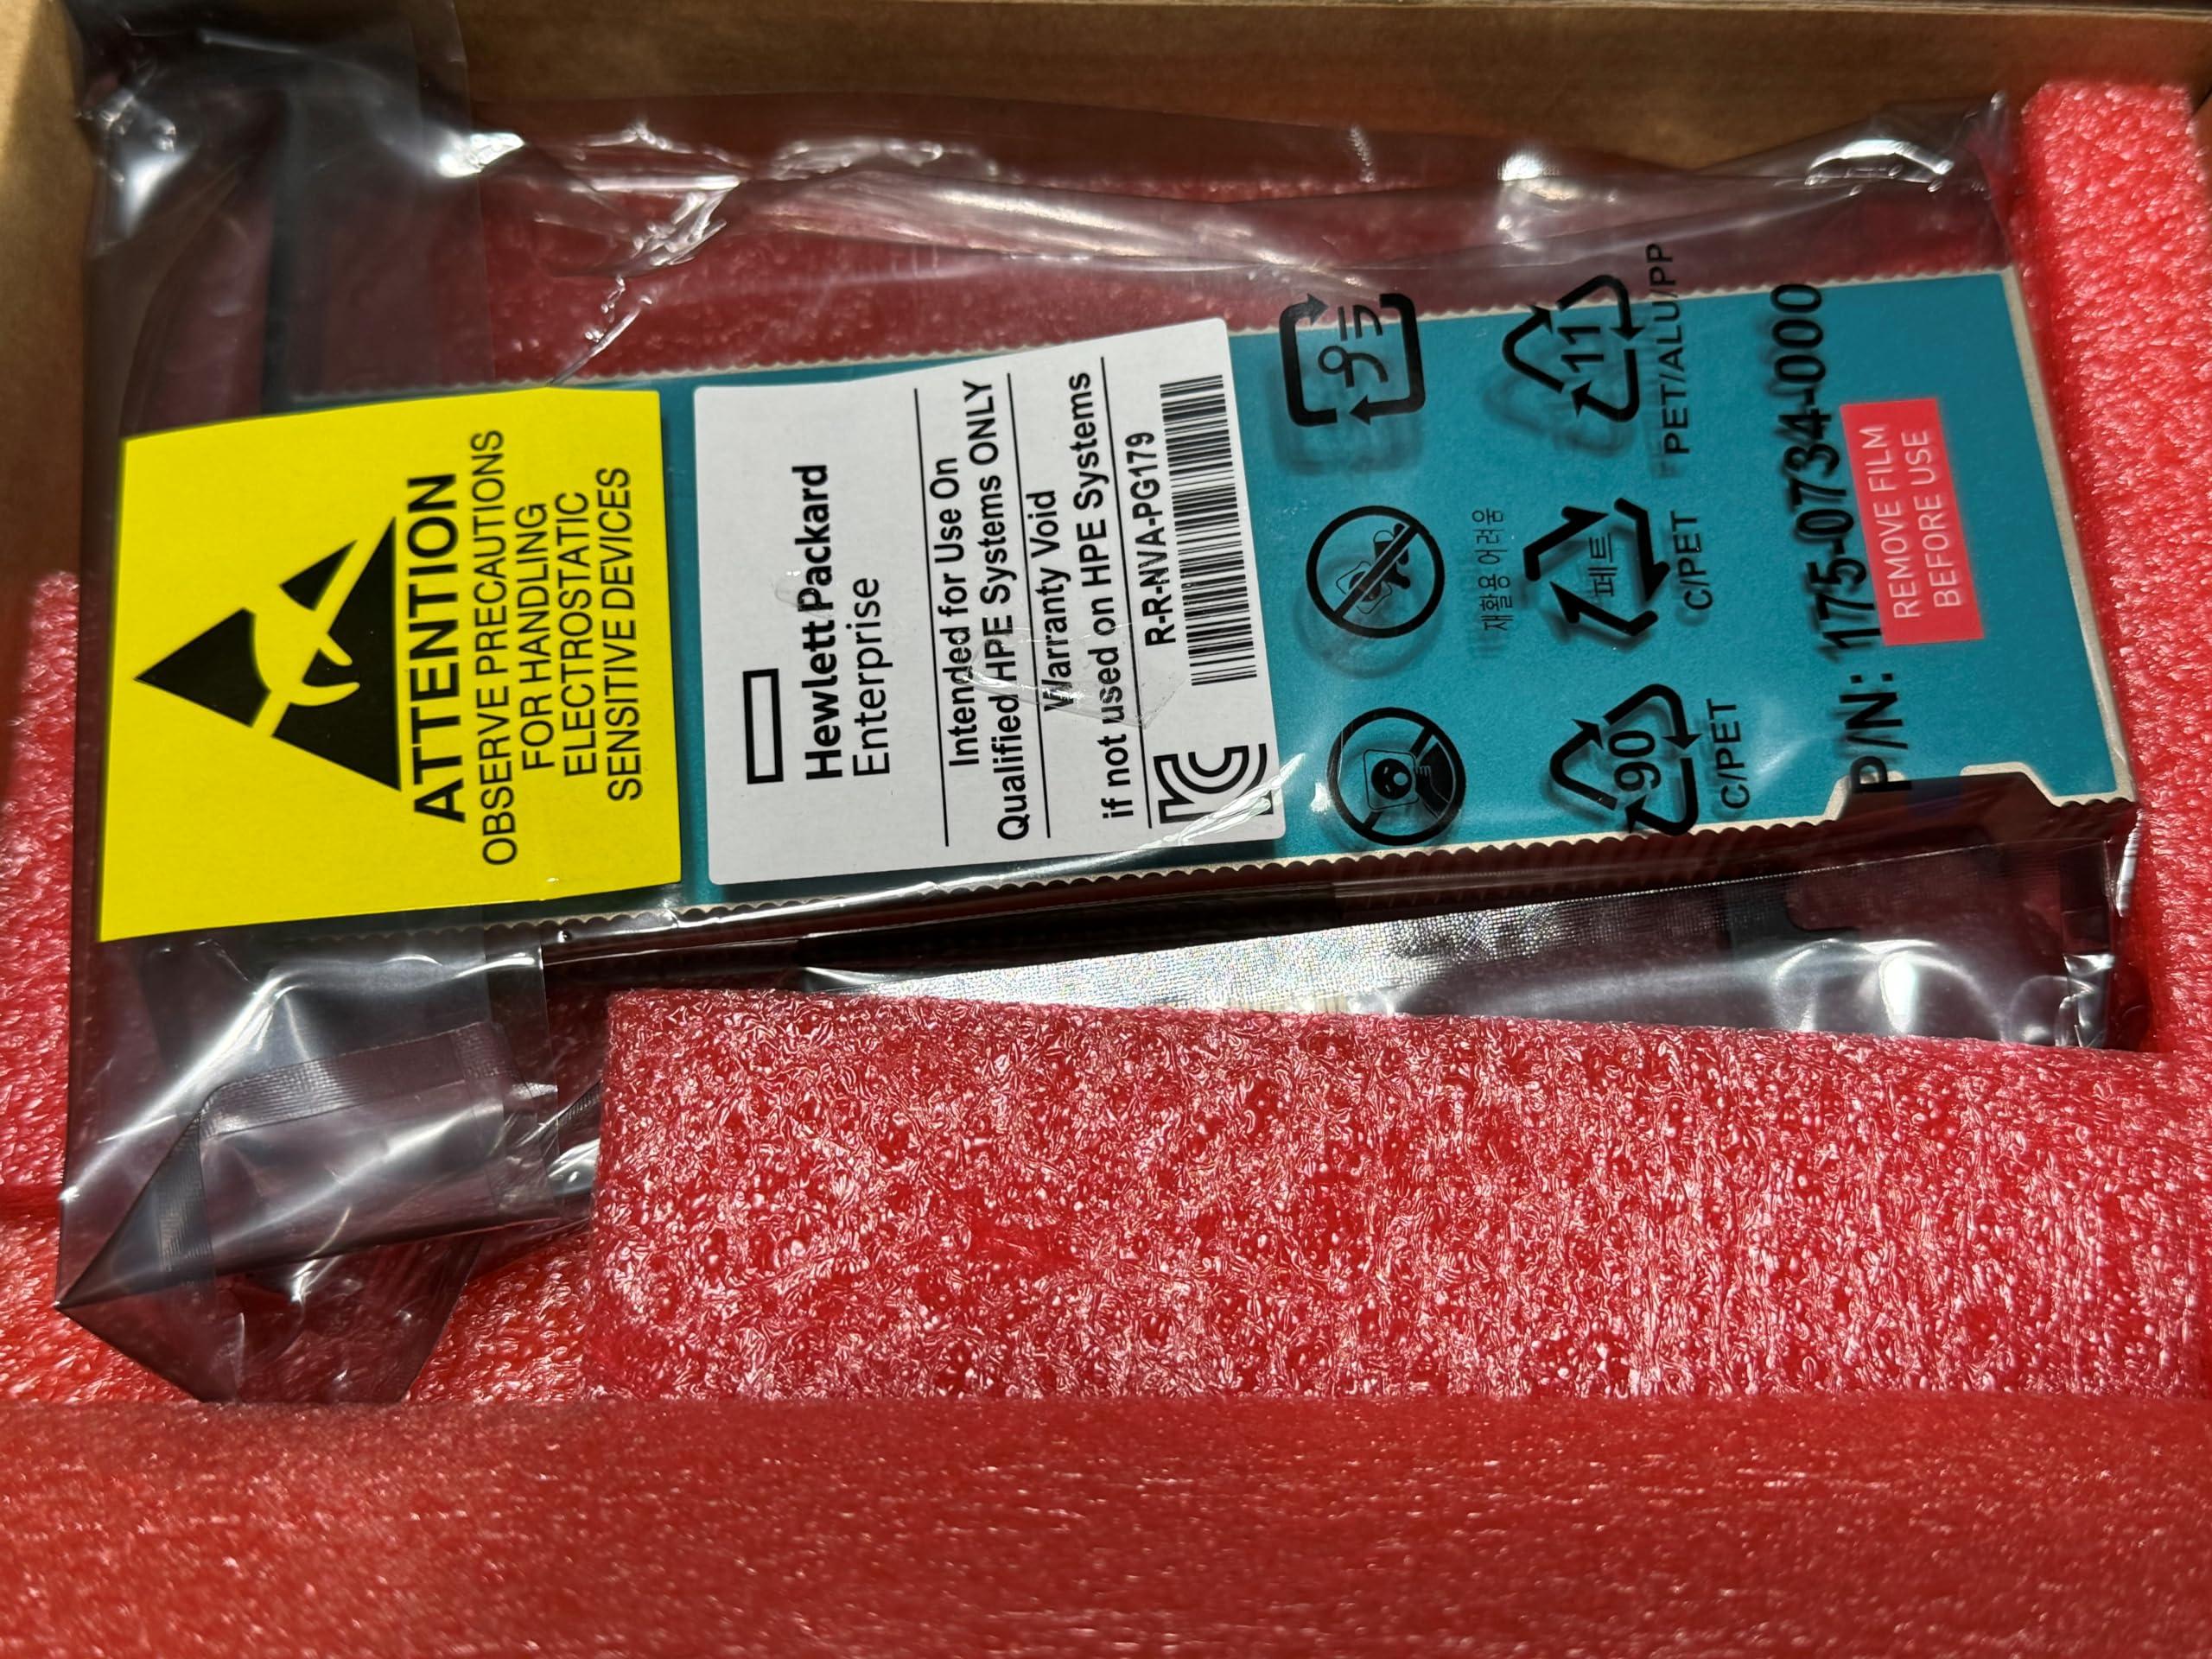 ATTENTION
OBSERVE PRECAUTIONS
FOR HANDLING
ELECTROSTATIC
SENSITIVE DEVICES
Hewlett Packard
Enterprise
Intended for Use On
Qualified HPE Systems ONLY
Warranty Void
if not used on HPE Systems
R-R-NVA-PG179
재활용 어려움
90
C/PET
페트
C/PET
11
PET/ALU/PP
P/N: 175-0734-000
REMOVE FILM
BEFORE USE